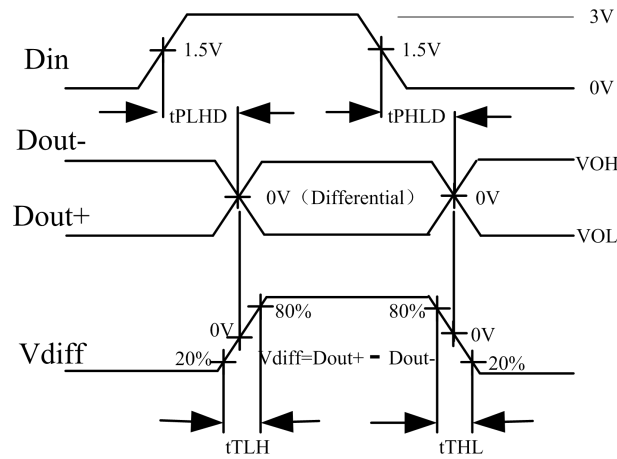 3V
Din
1.5V
1.5V
0V
tPLHD
tPHLD
Dout-
VOH
0V（Differential）
0V
Dout+
VOL
80%
80%
0V
0V
Vdiff
20%
Vdiff=Dout+ - Dout-
20%
tTLH
tTHL